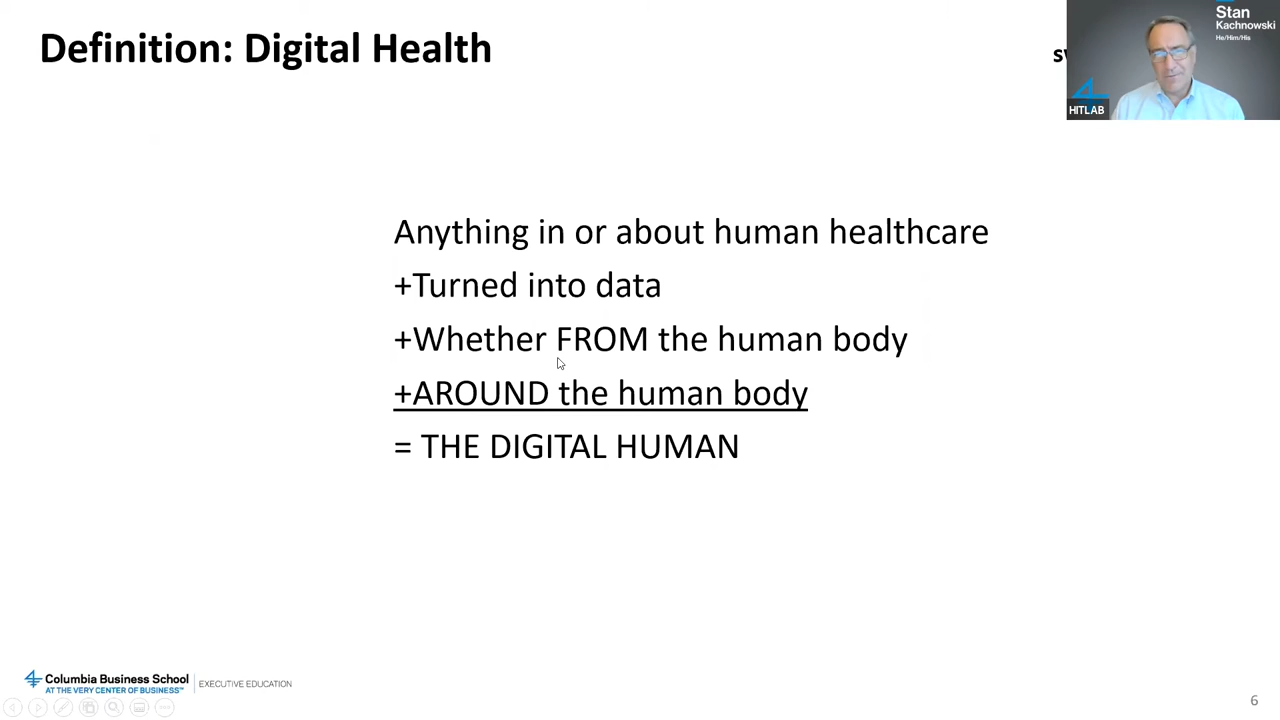 Definition: Digital Health
Stan
Kachnowski
He/Him/His
HITLAB
Anything in or about human healthcare
+Turned into data
+Whether FROM the human body
+AROUND the human body
= THE DIGITAL HUMAN
Columbia Business School
AT THE VERY CENTER OF BUSINESS™
EXECUTIVE EDUCATION
6